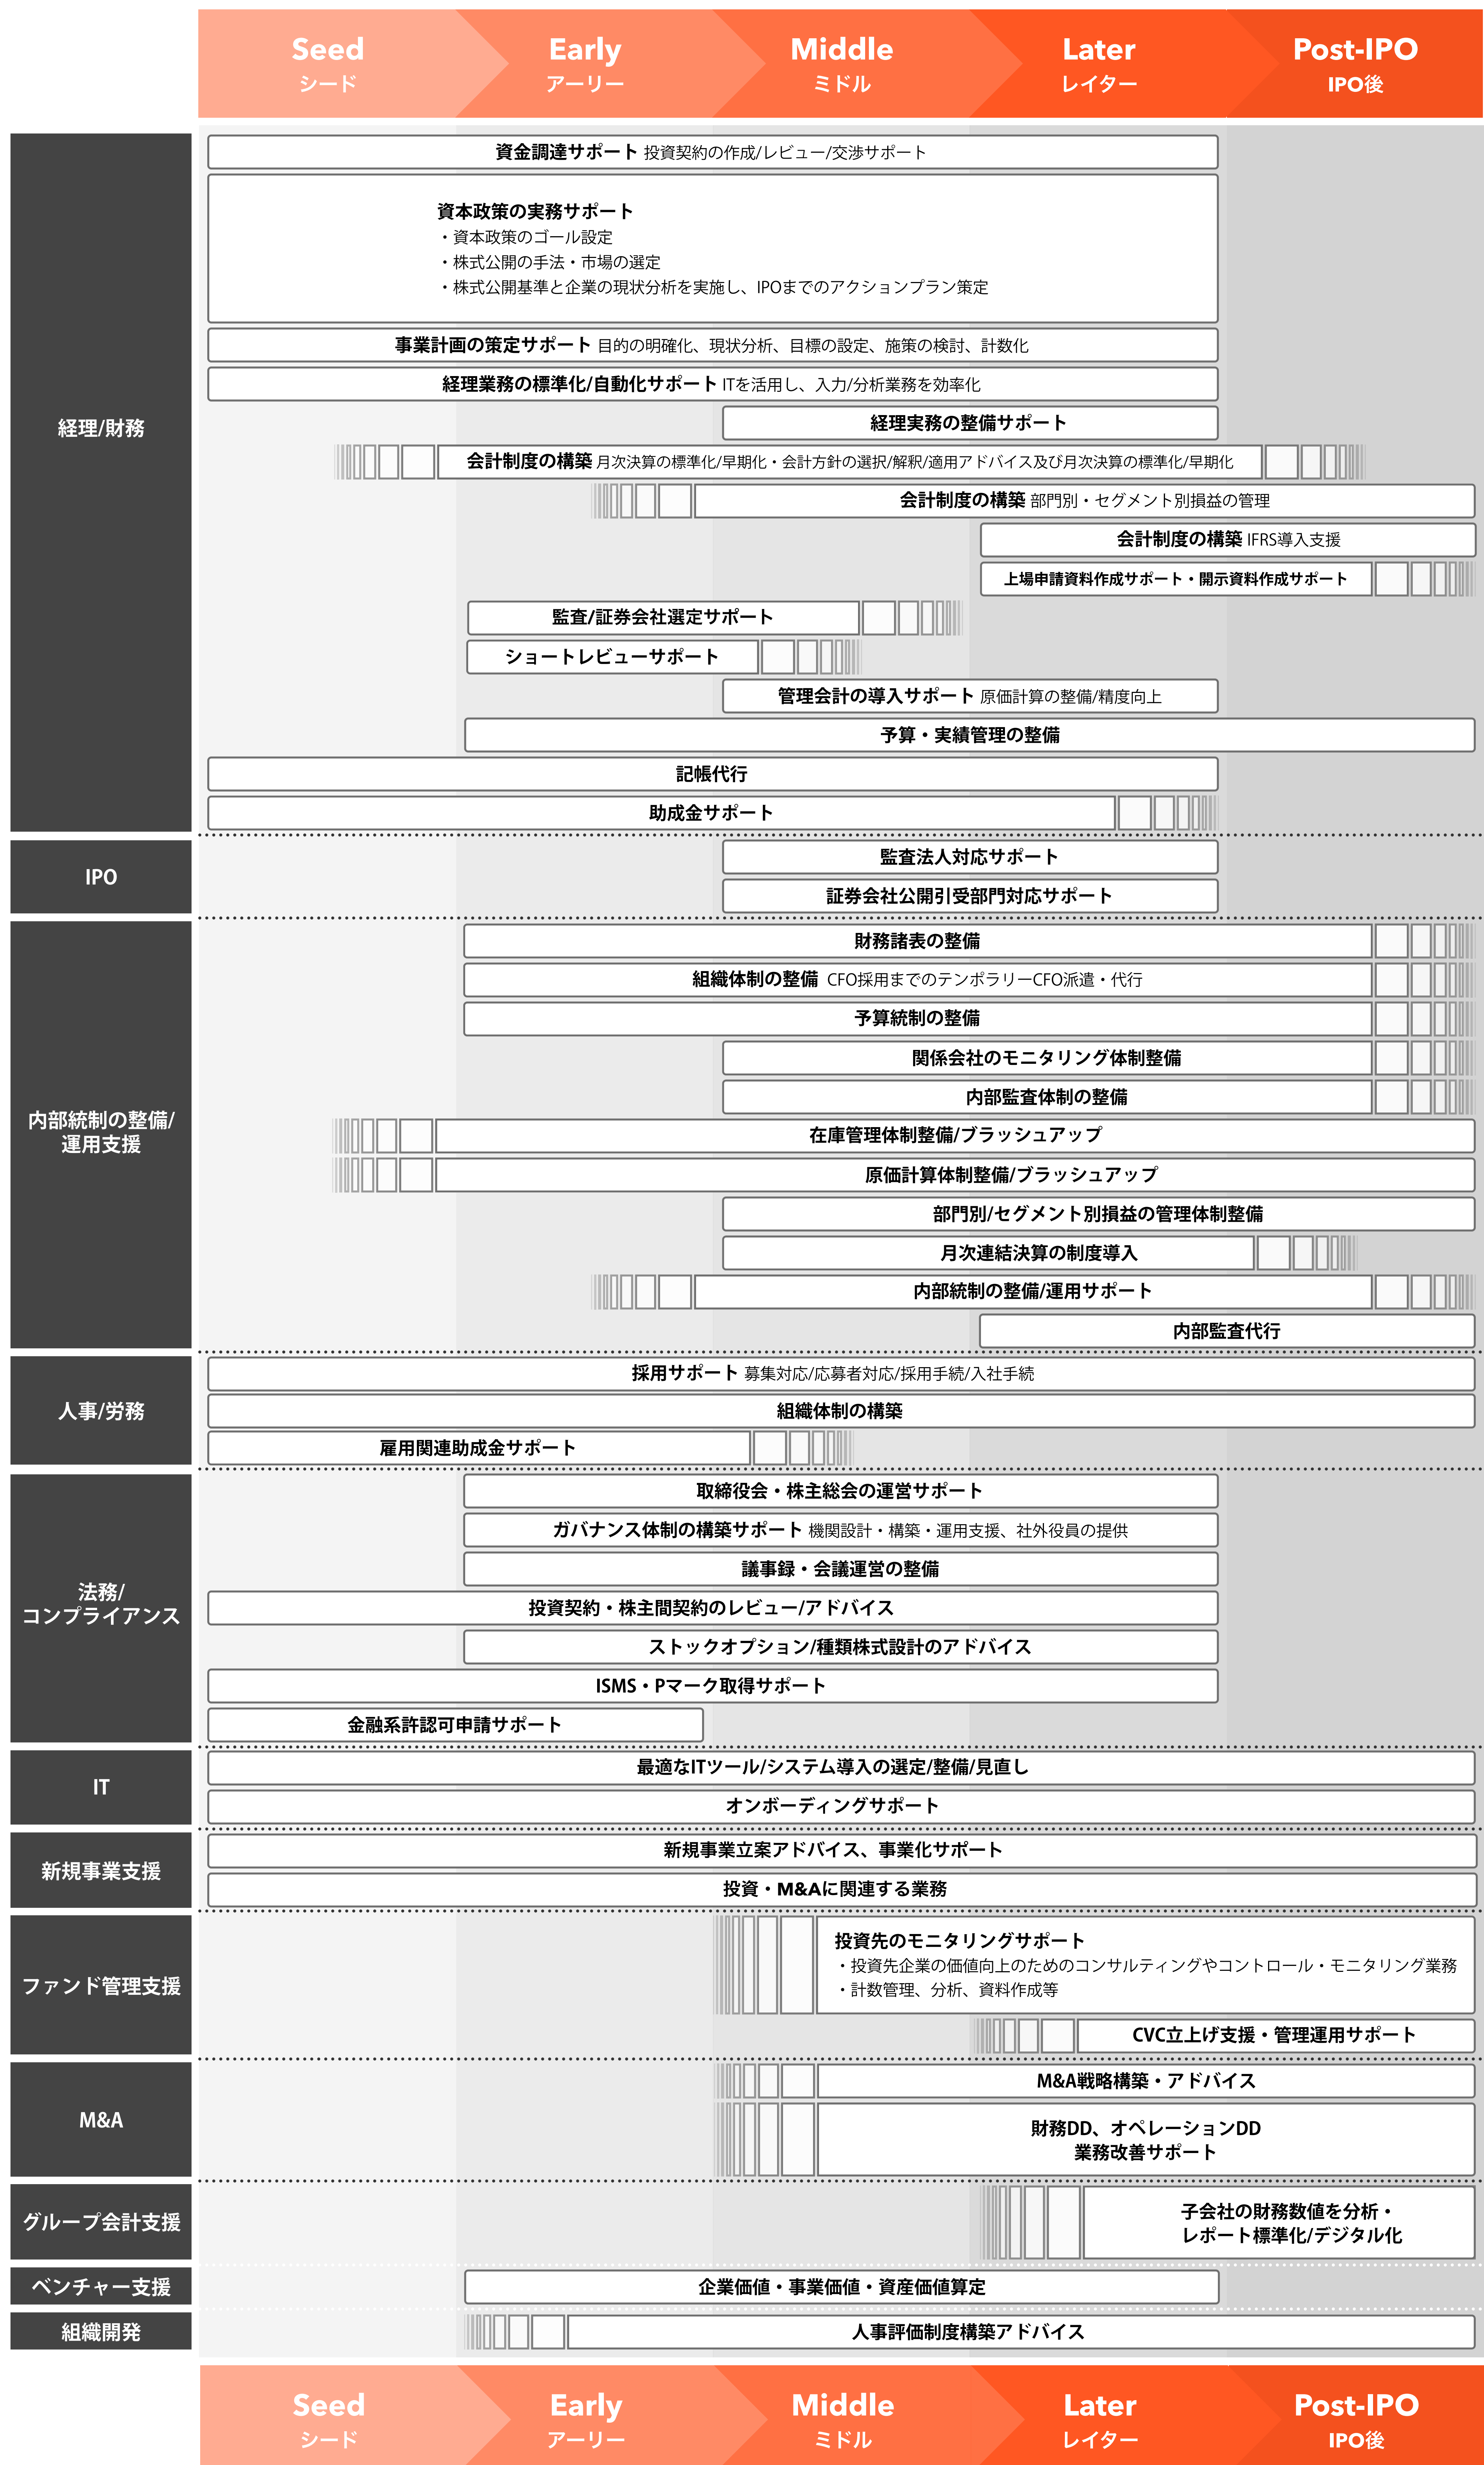 Seed
シード
Early
アーリー
Middle
ミドル
Later
レイター
Post-IPO
IPO後
経理/財務
資金調達サポート 投資契約の作成/レビュー/交渉サポート
資本政策の実務サポート
・資本政策のゴール設定
・株式公開の手法・市場の選定
・株式公開基準と企業の現状分析を実施し、IPOまでのアクションプラン策定
事業計画の策定サポート 目的の明確化、現状分析、目標の設定、施策の検討、計数化
経理業務の標準化/自動化サポート ITを活用し、入力/分析業務を効率化
経理実務の整備サポート
会計制度の構築 月次決算の標準化/早期化・会計方針の選択/解釈/適用アドバイス及び月次決算の標準化/早期化
会計制度の構築 部門別・セグメント別損益の管理
会計制度の構築 IFRS導入支援
上場申請資料作成サポート・開示資料作成サポート
監査/証券会社選定サポート
ショートレビューサポート
管理会計の導入サポート 原価計算の整備/精度向上
予算・実績管理の整備
記帳代行
助成金サポート
IPO
監査法人対応サポート
証券会社公開引受部門対応サポート
内部統制の整備/
運用支援
財務諸表の整備
組織体制の整備 CFO採用までのテンポラリーCFO派遣・代行
予算統制の整備
関係会社のモニタリング体制整備
内部監査体制の整備
在庫管理体制整備/ブラッシュアップ
原価計算体制整備/ブラッシュアップ
部門別/セグメント別損益の管理体制整備
月次連結決算の制度導入
内部統制の整備/運用サポート
内部監査代行
人事/労務
採用サポート 募集対応/応募者対応/採用手続/入社手続
組織体制の構築
雇用関連助成金サポート
法務/
コンプライアンス
取締役会・株主総会の運営サポート
ガバナンス体制の構築サポート 機関設計・構築・運用支援、社外役員の提供
議事録・会議運営の整備
投資契約・株主間契約のレビュー/アドバイス
ストックオプション/種類株式設計のアドバイス
ISMS・Pマーク取得サポート
金融系許認可申請サポート
IT
最適なITツール/システム導入の選定/整備/見直し
オンボーディングサポート
新規事業支援
新規事業立案アドバイス、事業化サポート
投資・M&Aに関連する業務
ファンド管理支援
投資先のモニタリングサポート
・投資先企業の価値向上のためのコンサルティングやコントロール・モニタリング業務
・計数管理、分析、資料作成等
CVC立上げ支援・管理運用サポート
M&A
M&A戦略構築・アドバイス
財務DD、オペレーションDD
業務改善サポート
グループ会計支援
子会社の財務数値を分析・
レポート標準化/デジタル化
ベンチャー支援
企業価値・事業価値・資産価値算定
組織開発
人事評価制度構築アドバイス
Seed
シード
Early
アーリー
Middle
ミドル
Later
レイター
Post-IPO
IPO後